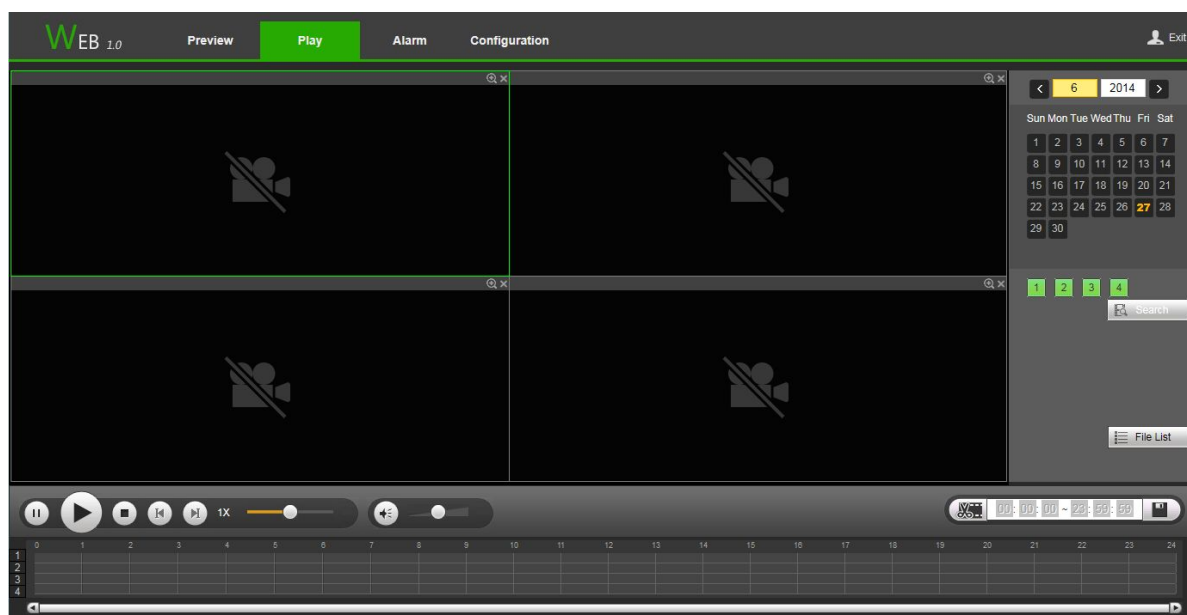 WEB 1.0 Preview Play Alarm Configuration Exit
6 2014
Sun Mon Tue Wed Thu Fri Sat
1 2 3 4 5 6 7
8 9 10 11 12 13 14
15 16 17 18 19 20 21
22 23 24 25 26 27 28
29 30
1 2 3 4
Search
File List
1X
00:00:00 ~ 23:59:59
0 1 2 3 4 5 6 7 8 9 10 11 12 13 14 15 16 17 18 19 20 21 22 23 24
1
2
3
4